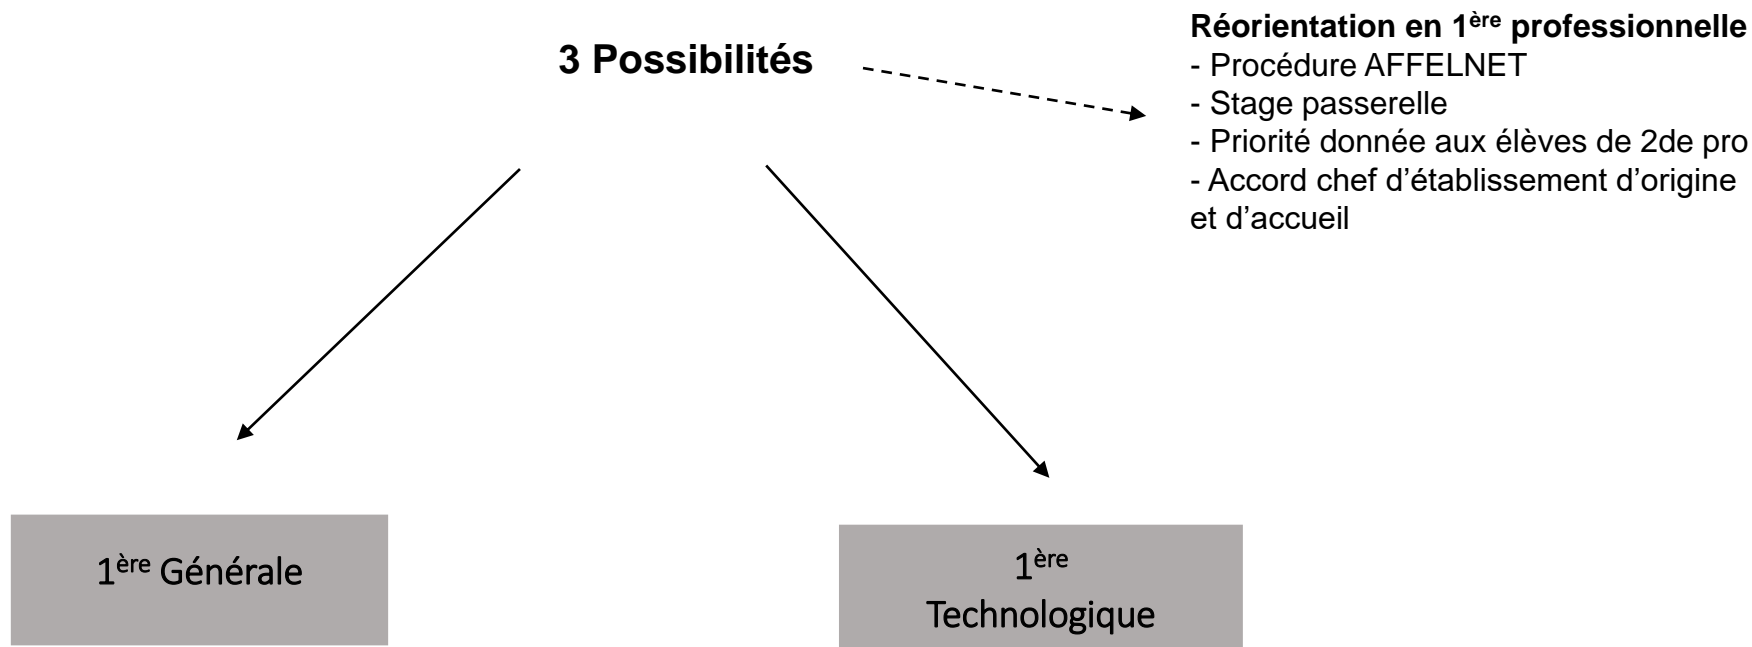 3 Possibilités
Réorientation en 1ère professionnelle
- Procédure AFFELNET
- Stage passerelle
- Priorité donnée aux élèves de 2de pro
- Accord chef d’établissement d’origine
et d’accueil
1ère Générale
1ère
Technologique